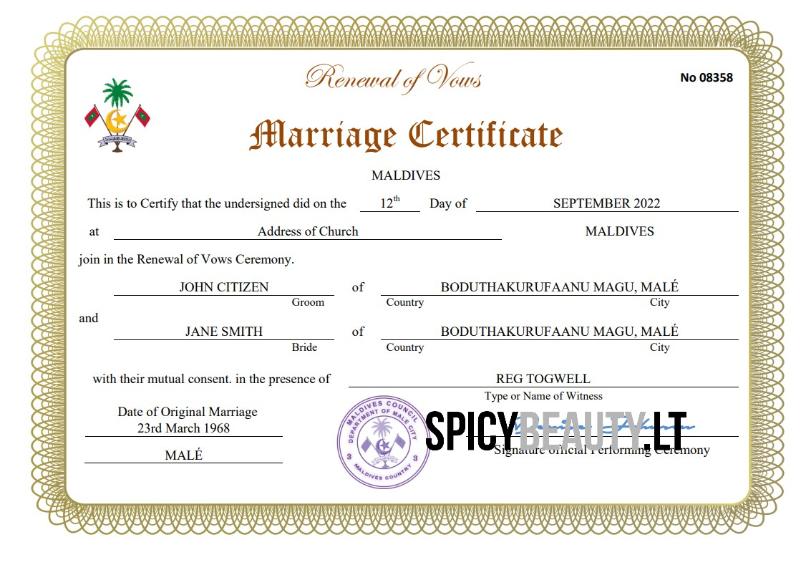 Renewal of Vows
No 08358
Marriage Certificate
MALDIVES
This is to Certify that the undersigned did on the 12th Day of SEPTEMBER 2022
at Address of Church MALDIVES
join in the Renewal of Vows Ceremony.
JOHN CITIZEN of BODUTHAKURUFAANU MAGU, MALÉ
Groom Country City
and
JANE SMITH of BODUTHAKURUFAANU MAGU, MALÉ
Bride Country City
with their mutual consent. in the presence of REG TOGWELL
Type or Name of Witness
Date of Original Marriage
23rd March 1968
MALÉ
MALDIVES COUNCIL
DEPARTMENT OF MALE CITY
MALDIVES COUNTRY
SPICYBEAUTY.LT
Signature official Performing Ceremony